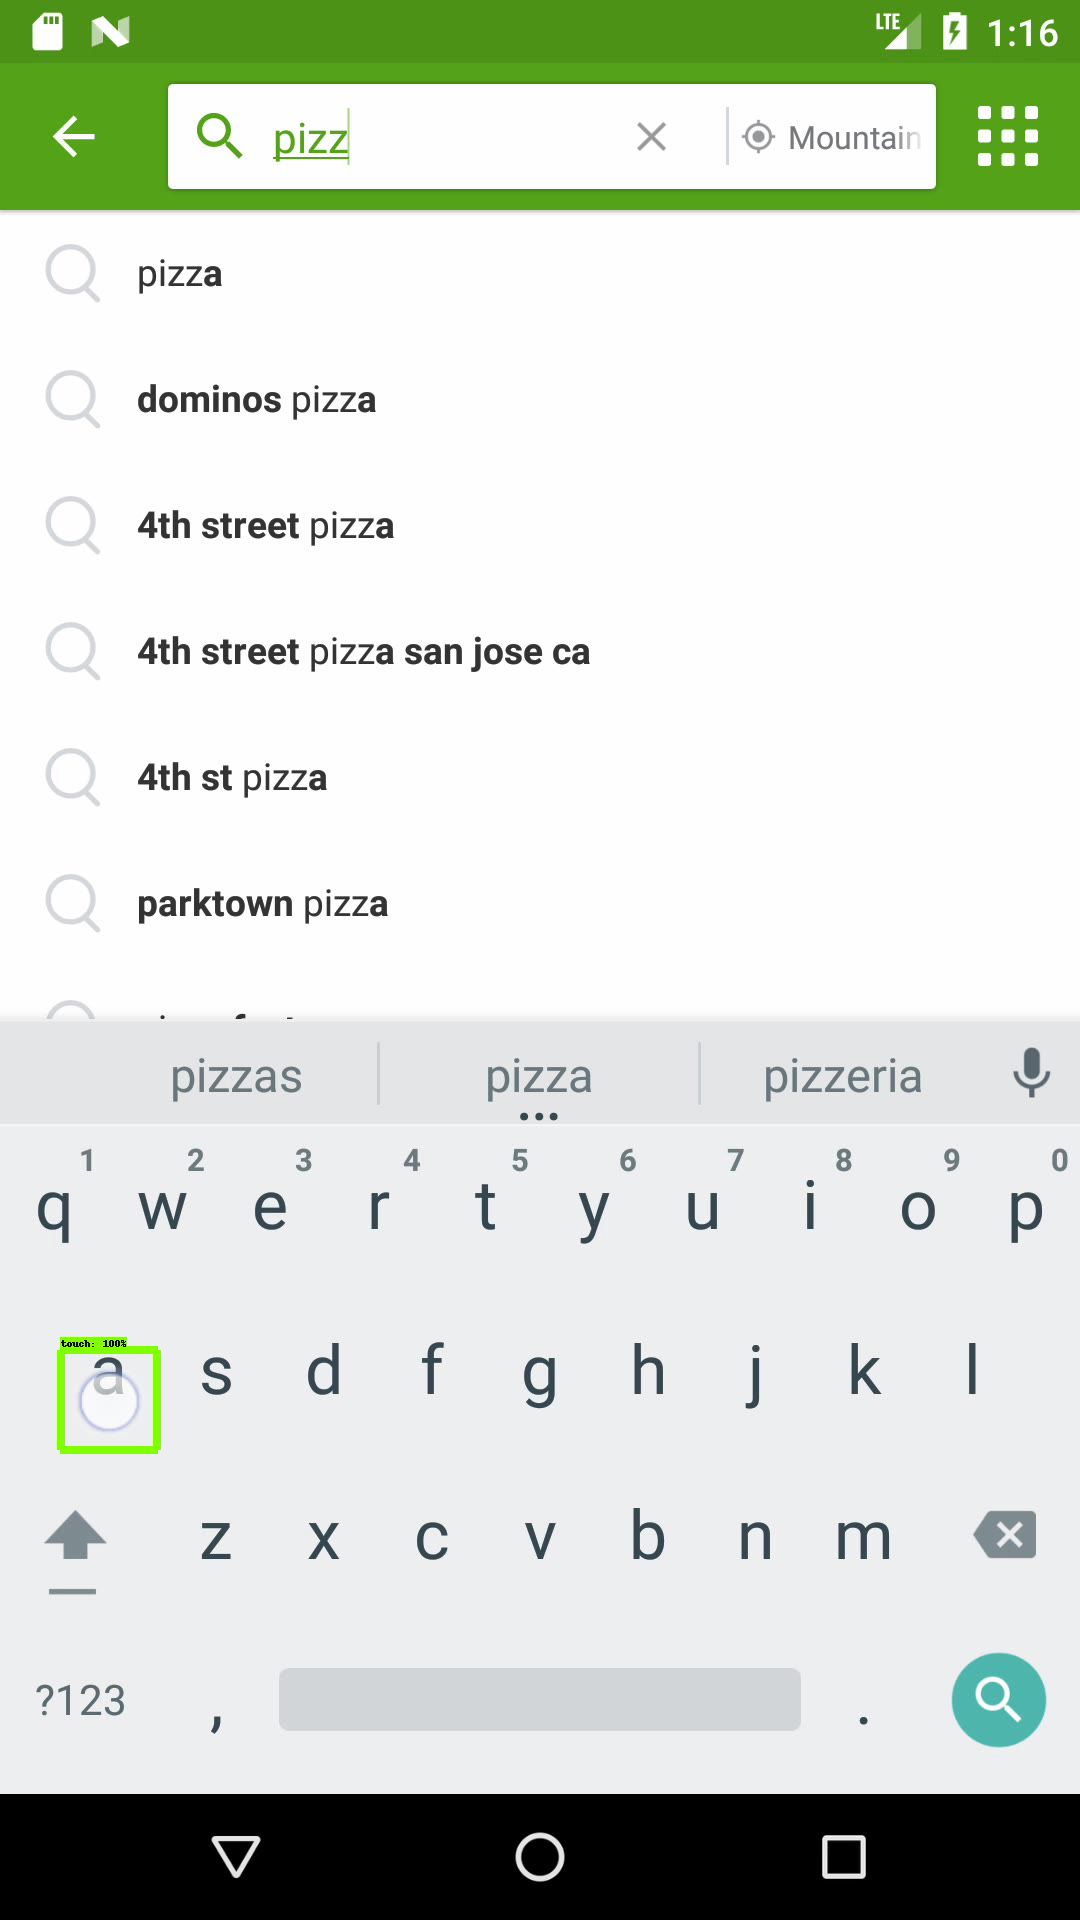 LTE 1:16
pizz Mountain
pizza
dominos pizza
4th street pizza
4th street pizza san jose ca
4th st pizza
parktown pizza
pizzas pizza pizzeria
1 2 3 4 5 6 7 8 9 0
q w e r t y u i o p
touch: 100%
a s d f g h j k l
z x c v b n m
?123 , .